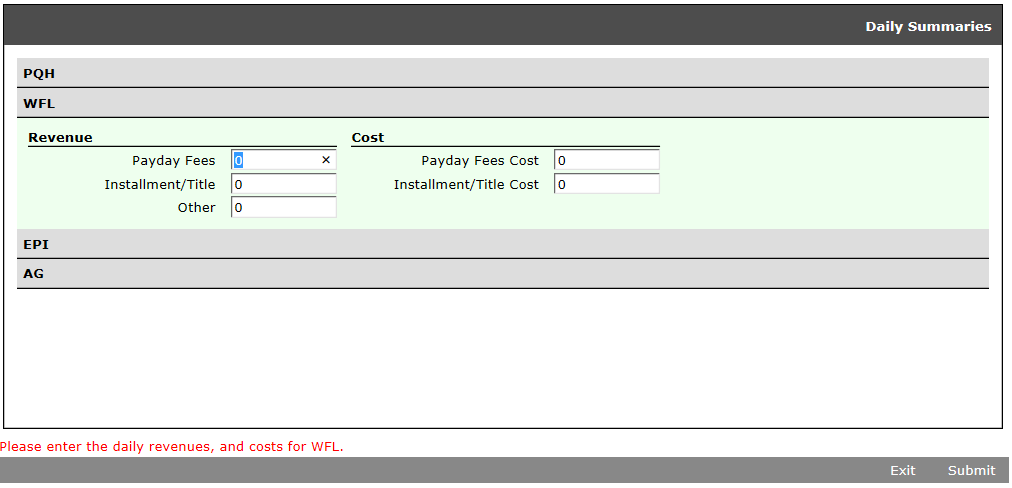 Daily Summaries
PQH
WFL
Revenue Cost
Payday Fees 0 × Payday Fees Cost 0
Installment/Title 0 Installment/Title Cost 0
Other 0
EPI
AG
Please enter the daily revenues, and costs for WFL.
Exit Submit